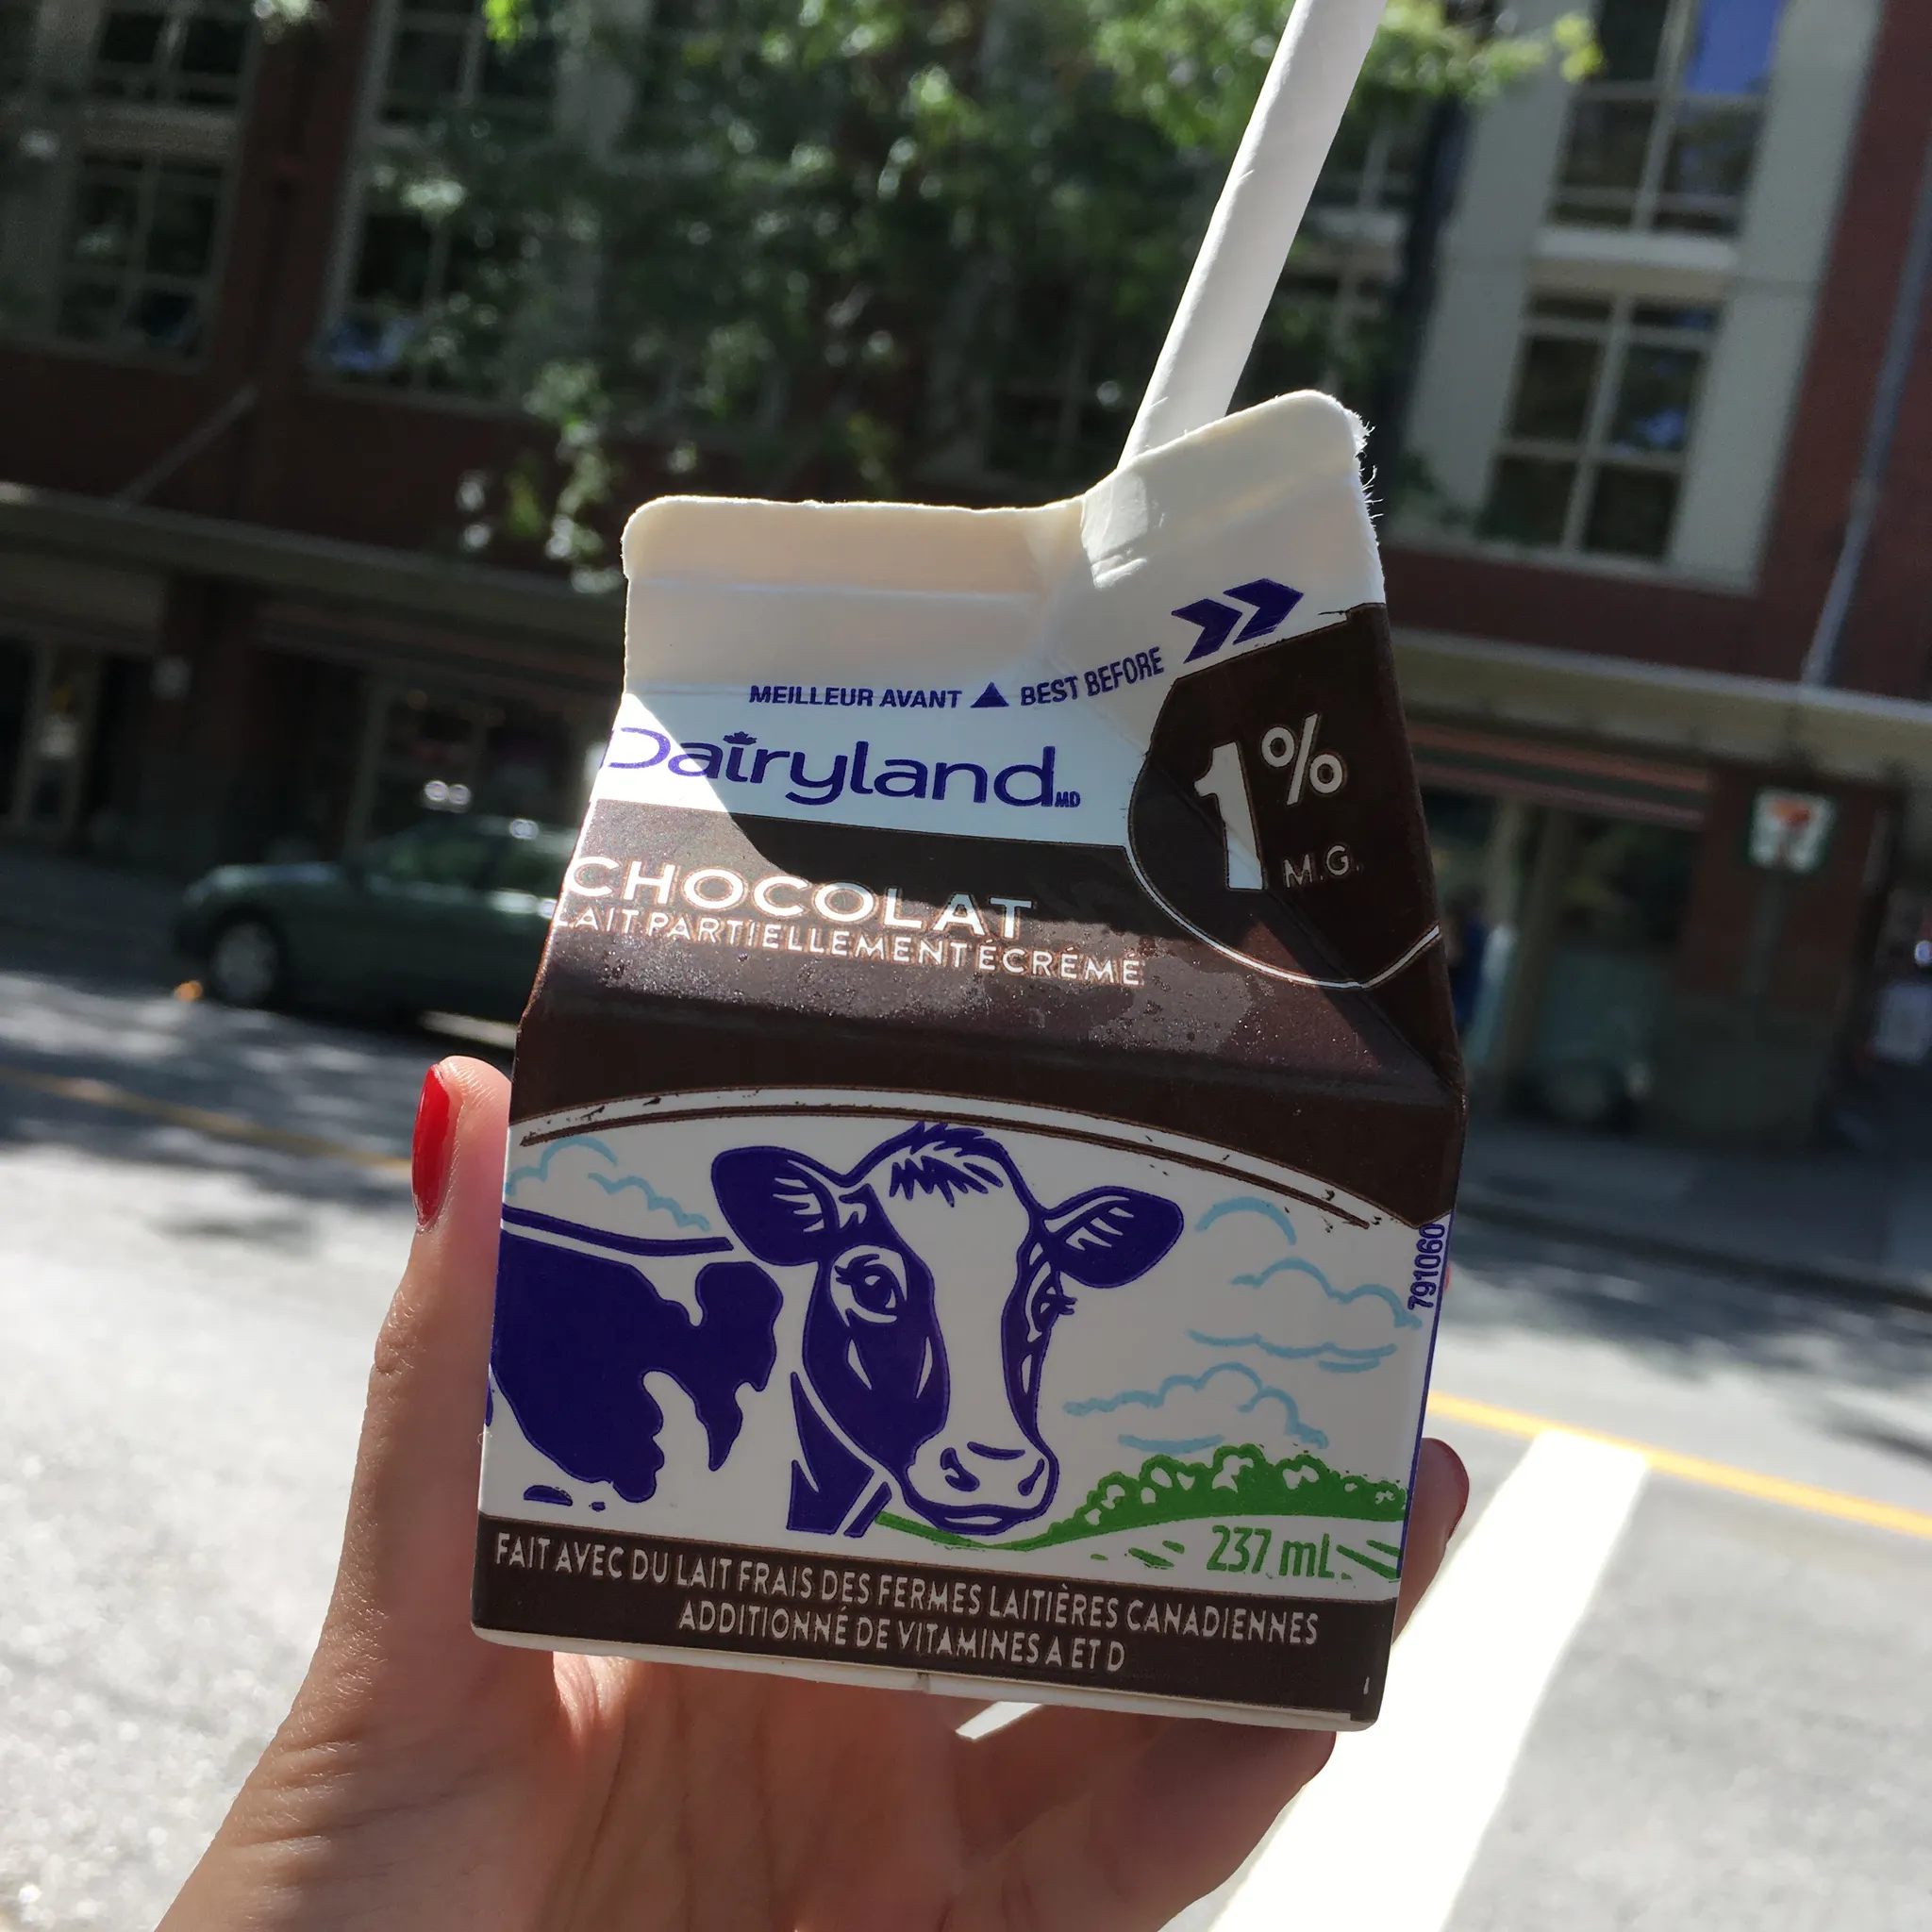 MEILLEUR AVANT ▲ BEST BEFORE
Dairyland MD
1%
M.G.
CHOCOLAT
LAIT PARTIELLEMENT ÉCRÉMÉ
791060
237 mL
FAIT AVEC DU LAIT FRAIS DES FERMES LAITIÈRES CANADIENNES
ADDITIONNÉ DE VITAMINES A ET D